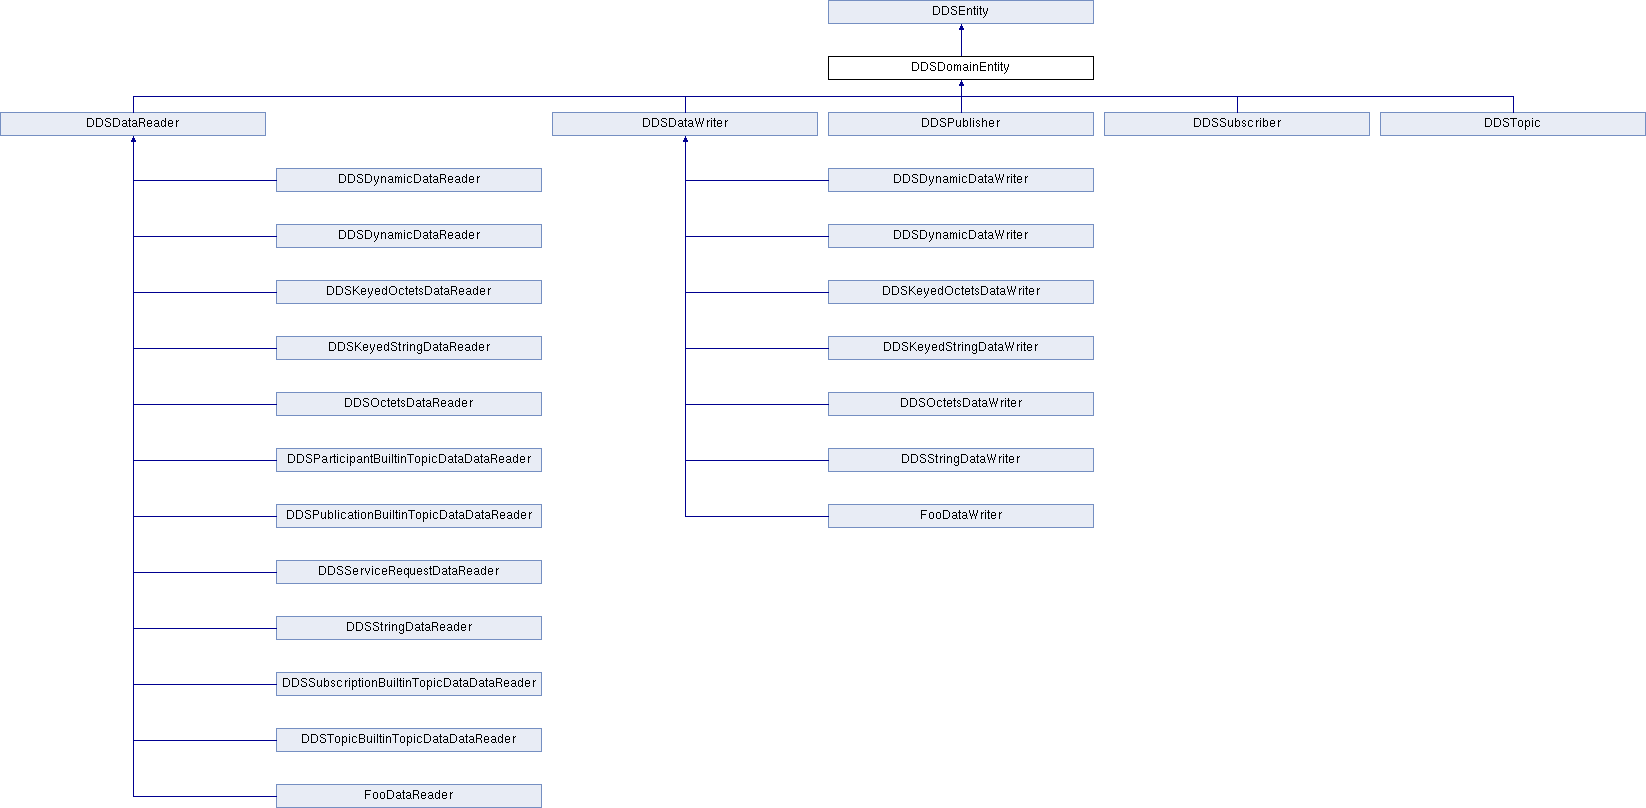 DDSEntity
DDSDomainEntity
DDSDataReader
DDSDataWriter
DDSPublisher
DDSSubscriber
DDSTopic
DDSDynamicDataReader
DDSDynamicDataWriter
DDSDynamicDataReader
DDSDynamicDataWriter
DDSKeyedOctetsDataReader
DDSKeyedOctetsDataWriter
DDSKeyedStringDataReader
DDSKeyedStringDataWriter
DDSOctetsDataReader
DDSOctetsDataWriter
DDSParticipantBuiltinTopicDataDataReader
DDSStringDataWriter
DDSPublicationBuiltinTopicDataDataReader
FooDataWriter
DDSServiceRequestDataReader
DDSStringDataReader
DDSSubscriptionBuiltinTopicDataDataReader
DDSTopicBuiltinTopicDataDataReader
FooDataReader